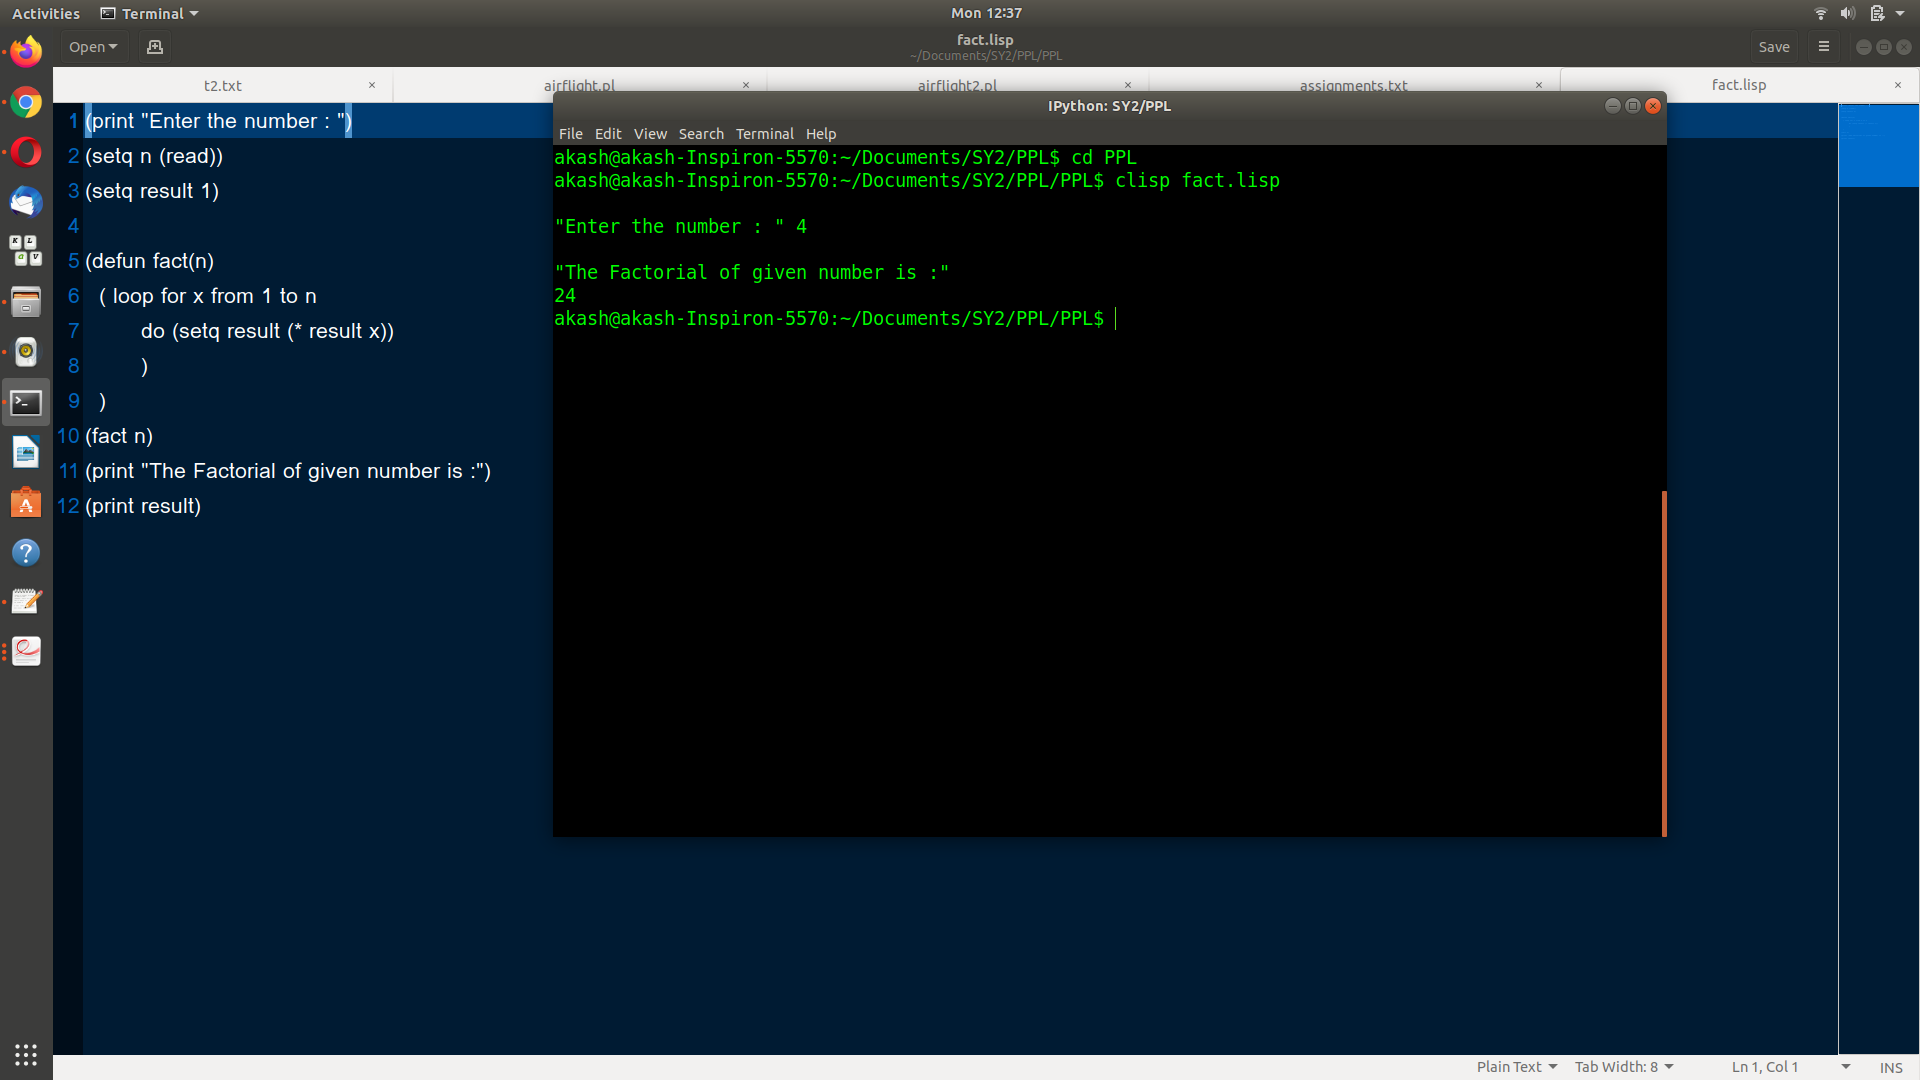 Activities
Terminal
Mon 12:37
Open
fact.lisp
~/Documents/SY2/PPL/PPL
Save
t2.txt
airflight.pl
airflight2.pl
assignments.txt
fact.lisp
1 (print "Enter the number : ")
2 (setq n (read))
3 (setq result 1)
4
5 (defun fact(n)
6 ( loop for x from 1 to n
7 do (setq result (* result x))
8 )
9 )
10 (fact n)
11 (print "The Factorial of given number is :")
12 (print result)
IPython: SY2/PPL
File Edit View Search Terminal Help
akash@akash-Inspiron-5570:~/Documents/SY2/PPL$ cd PPL
akash@akash-Inspiron-5570:~/Documents/SY2/PPL/PPL$ clisp fact.lisp
"Enter the number : " 4
"The Factorial of given number is :"
24
akash@akash-Inspiron-5570:~/Documents/SY2/PPL/PPL$
Plain Text
Tab Width: 8
Ln 1, Col 1
INS